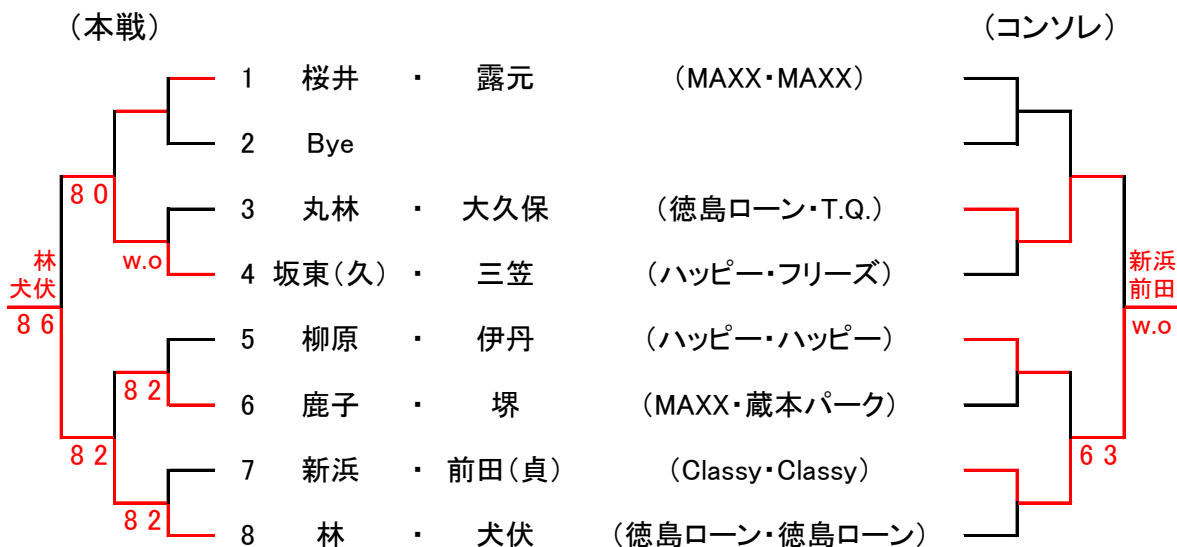 (本戦) (コンソレ)
1 桜井 ・ 露元 (MAXX・MAXX)
2 Bye
8 0
3 丸林 ・ 大久保 (徳島ローン・T.Q.)
w.o
4 坂東(久) ・ 三笠 (ハッピー・フリーズ)
林
犬伏
8 6
新浜
前田
w.o
5 柳原 ・ 伊丹 (ハッピー・ハッピー)
8 2
6 鹿子 ・ 堺 (MAXX・蔵本パーク)
8 2
6 3
7 新浜 ・ 前田(貞) (Classy・Classy)
8 2
8 林 ・ 犬伏 (徳島ローン・徳島ローン)